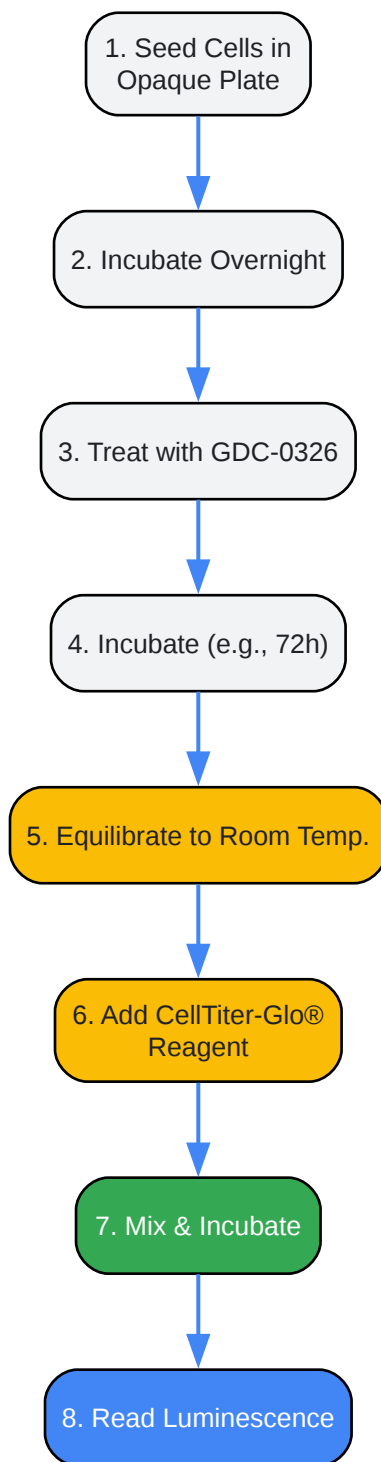 1. Seed Cells in
Opaque Plate
2. Incubate Overnight
3. Treat with GDC-0326
4. Incubate (e.g., 72h)
5. Equilibrate to Room Temp.
6. Add CellTiter-Glo®
Reagent
7. Mix & Incubate
8. Read Luminescence